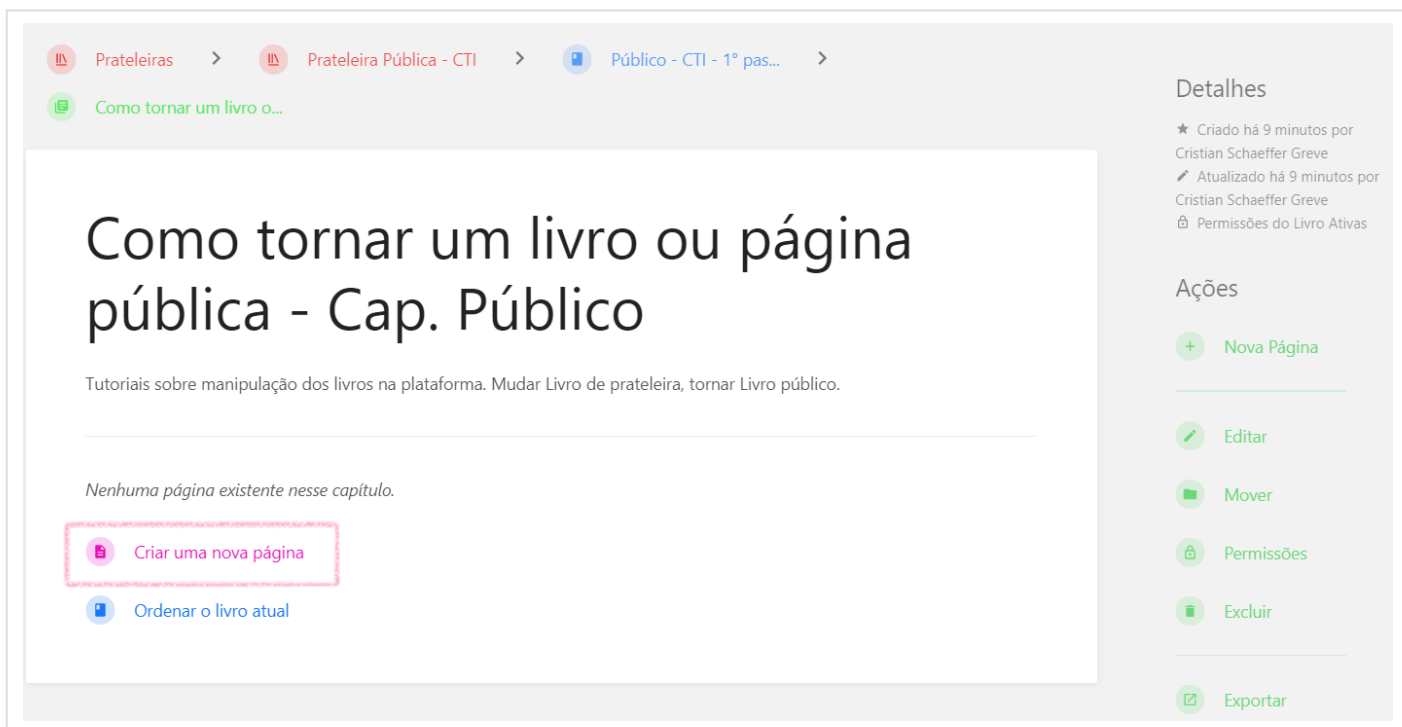 Prateleiras > Prateleira Pública - CTI > Público - CTI - 1° pas... >
Como tornar um livro o...
Como tornar um livro ou página
pública - Cap. Público
Tutoriais sobre manipulação dos livros na plataforma. Mudar Livro de prateleira, tornar Livro público.
Nenhuma página existente nesse capítulo.
Criar uma nova página
Ordenar o livro atual
Detalhes
Criado há 9 minutos por
Cristian Schaeffer Greve
Atualizado há 9 minutos por
Cristian Schaeffer Greve
Permissões do Livro Ativas
Ações
Nova Página
Editar
Mover
Permissões
Excluir
Exportar